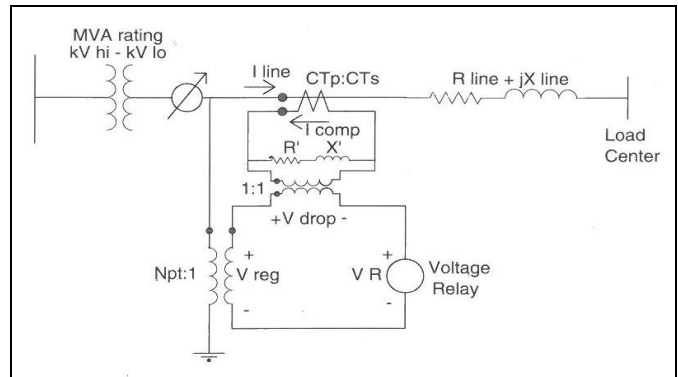 MVA rating
kV hi - kV lo
I line
CTp:CTs
R line + jX line
I comp
Load
Center
R' X'
1:1
+V drop -
Npt:1
+
V reg
-
+
V R
-
Voltage
Relay